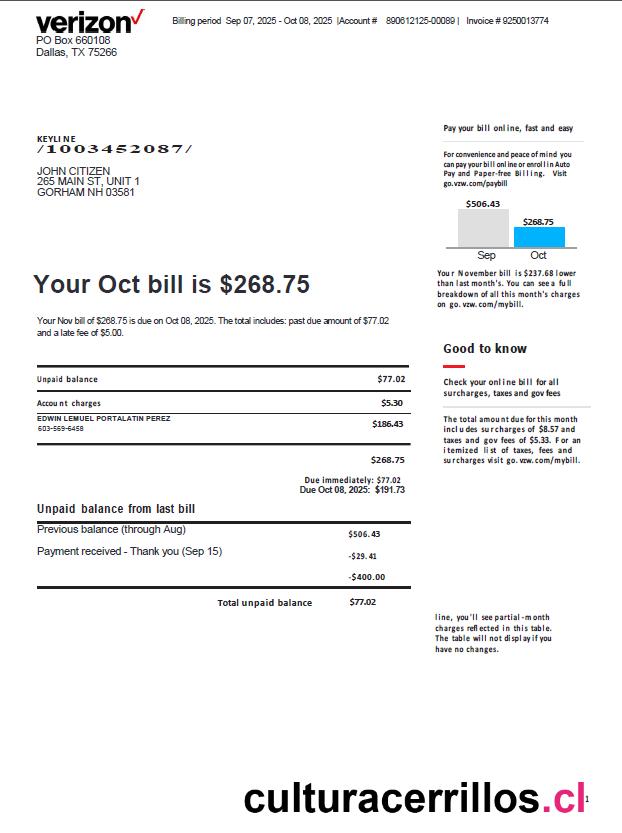 verizon
Billing period Sep 07, 2025 - Oct 08, 2025 |Account # 890612125-00089 | Invoice # 9250013774
PO Box 660108
Dallas, TX 75266
KEYLINE
/1003452087/
JOHN CITIZEN
265 MAIN ST, UNIT 1
GORHAM NH 03581
Pay your bill online, fast and easy
For convenience and peace of mind you
can pay your bill online or enroll in Auto
Pay and Paper-free Billing. Visit
go.vzw.com/paybill
$506.43
$268.75
Sep Oct
Your November bill is $237.68 lower
than last month's. You can see a full
breakdown of all this month's charges
on go.vzw.com/mybill.
Your Oct bill is $268.75
Your Nov bill of $268.75 is due on Oct 08, 2025. The total includes: past due amount of $77.02
and a late fee of $5.00.
Good to know
Check your online bill for all
surcharges, taxes and gov fees
The total amount due for this month
includes surcharges of $8.57 and
taxes and gov fees of $5.33. For an
itemized list of taxes, fees and
surcharges visit go.vzw.com/mybill.
Unpaid balance $77.02
Account charges $5.30
EDWIN LEMUEL PORTALATIN PEREZ
603-569-6458 $186.43
$268.75
Due immediately: $77.02
Due Oct 08, 2025: $191.73
Unpaid balance from last bill
Previous balance (through Aug) $506.43
Payment received - Thank you (Sep 15) -$29.41
-$400.00
Total unpaid balance $77.02
line, you'll see partial-month
charges reflected in this table.
The table will not display if you
have no changes.
culturacerrillos.cl
1